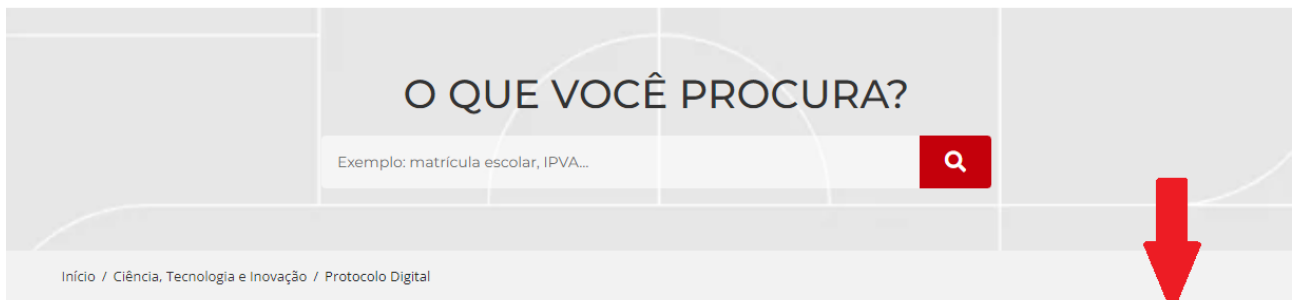 O QUE VOCÊ PROCURA?
Exemplo: matrícula escolar, IPVA...
Início / Ciência, Tecnologia e Inovação / Protocolo Digital